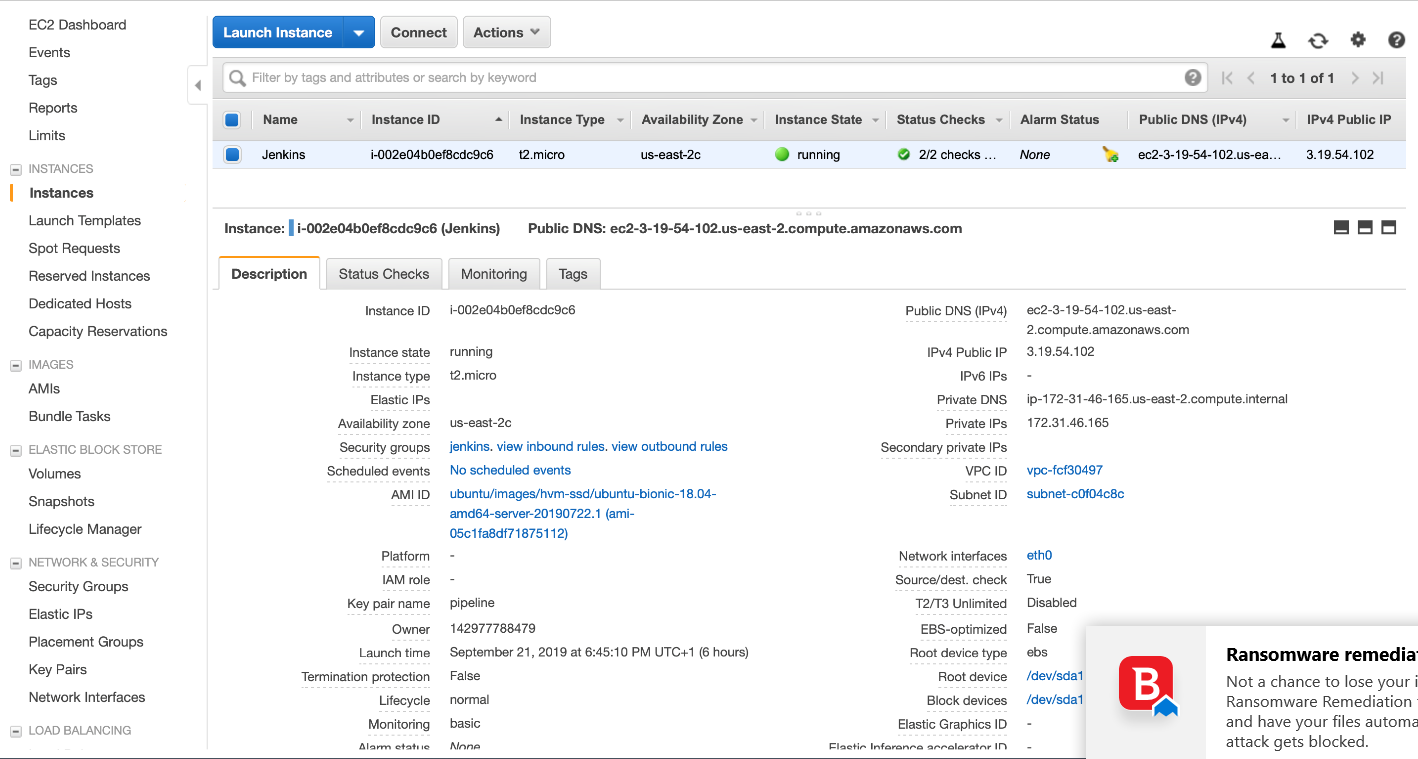 EC2 Dashboard
Events
Tags
Reports
Limits
INSTANCES
Instances
Launch Templates
Spot Requests
Reserved Instances
Dedicated Hosts
Capacity Reservations
IMAGES
AMIs
Bundle Tasks
ELASTIC BLOCK STORE
Volumes
Snapshots
Lifecycle Manager
NETWORK & SECURITY
Security Groups
Elastic IPs
Placement Groups
Key Pairs
Network Interfaces
LOAD BALANCING
Launch Instance Connect Actions
Filter by tags and attributes or search by keyword 1 to 1 of 1
Name Instance ID Instance Type Availability Zone Instance State Status Checks Alarm Status Public DNS (IPv4) IPv4 Public IP
Jenkins i-002e04b0ef8cdc9c6 t2.micro us-east-2c running 2/2 checks ... None ec2-3-19-54-102.us-ea... 3.19.54.102
Instance: i-002e04b0ef8cdc9c6 (Jenkins) Public DNS: ec2-3-19-54-102.us-east-2.compute.amazonaws.com
Description Status Checks Monitoring Tags
Instance ID i-002e04b0ef8cdc9c6
Instance state running
Instance type t2.micro
Elastic IPs
Availability zone us-east-2c
Security groups jenkins. view inbound rules. view outbound rules
Scheduled events No scheduled events
AMI ID ubuntu/images/hvm-ssd/ubuntu-bionic-18.04-
amd64-server-20190722.1 (ami-
05c1fa8df71875112)
Platform -
IAM role -
Key pair name pipeline
Owner 142977788479
Launch time September 21, 2019 at 6:45:10 PM UTC+1 (6 hours)
Termination protection False
Lifecycle normal
Monitoring basic
Alarm status None
Public DNS (IPv4) ec2-3-19-54-102.us-east-
2.compute.amazonaws.com
IPv4 Public IP 3.19.54.102
IPv6 IPs -
Private DNS ip-172-31-46-165.us-east-2.compute.internal
Private IPs 172.31.46.165
Secondary private IPs
VPC ID vpc-fcf30497
Subnet ID subnet-c0f04c8c
Network interfaces eth0
Source/dest. check True
T2/T3 Unlimited Disabled
EBS-optimized False
Root device type ebs
Root device /dev/sda1
Block devices /dev/sda1
Elastic Graphics ID -
Elastic Inference accelerator ID -
B
Ransomware remedia
Not a chance to lose your
Ransomware Remediation
and have your files automa
attack gets blocked.